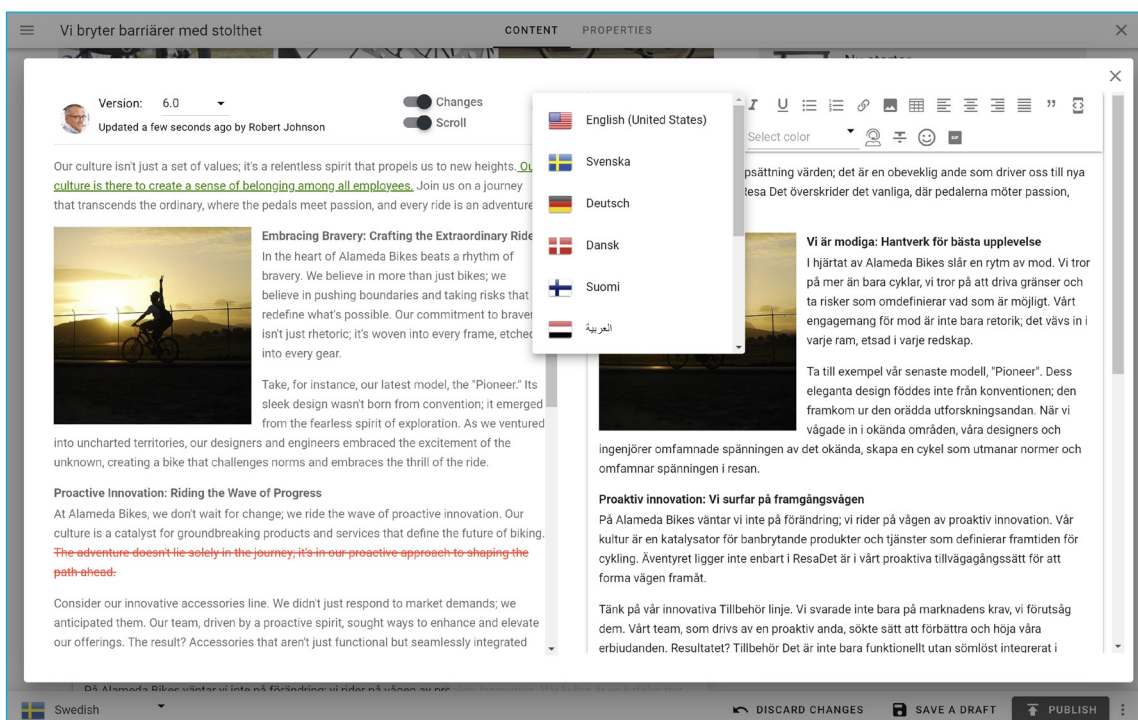 Vi bryter barriärer med stolthet
CONTENT
PROPERTIES
Version: 6.0
Updated a few seconds ago by Robert Johnson
Changes
Scroll
Our culture isn't just a set of values; it's a relentless spirit that propels us to new heights. Ou
culture is there to create a sense of belonging among all employees. Join us on a journey
that transcends the ordinary, where the pedals meet passion, and every ride is an adventure
Embracing Bravery: Crafting the Extraordinary Ride
In the heart of Alameda Bikes beats a rhythm of
bravery. We believe in more than just bikes; we
believe in pushing boundaries and taking risks that
redefine what's possible. Our commitment to braver
isn't just rhetoric; it's woven into every frame, etched
into every gear.
Take, for instance, our latest model, the "Pioneer." Its
sleek design wasn't born from convention; it emerged
from the fearless spirit of exploration. As we ventured
into uncharted territories, our designers and engineers embraced the excitement of the
unknown, creating a bike that challenges norms and embraces the thrill of the ride.
Proactive Innovation: Riding the Wave of Progress
At Alameda Bikes, we don't wait for change; we ride the wave of proactive innovation. Our
culture is a catalyst for groundbreaking products and services that define the future of biking.
The adventure doesn't lie solely in the journey; it's in our proactive approach to shaping the
path ahead.
Consider our innovative accessories line. We didn't just respond to market demands; we
anticipated them. Our team, driven by a proactive spirit, sought ways to enhance and elevate
our offerings. The result? Accessories that aren't just functional but seamlessly integrated
English (United States)
Svenska
Deutsch
Dansk
Suomi
العربية
Select color
GIF
psättning värden; det är en obeveklig ande som driver oss till nya
Resa Det överskrider det vanliga, där pedalerna möter passion,
Vi är modiga: Hantverk för bästa upplevelse
I hjärtat av Alameda Bikes slår en rytm av mod. Vi tror
på mer än bara cyklar, vi tror på att driva gränser och
ta risker som omdefinierar vad som är möjligt. Vårt
engagemang för mod är inte bara retorik; det vävs in i
varje ram, etsad i varje redskap.
Ta till exempel vår senaste modell, "Pioneer". Dess
eleganta design föddes inte från konventionen; den
framkom ur den orädda utforskningsandan. När vi
vågade in i okända områden, våra designers och
ingenjörer omfamnade spänningen av det okända, skapa en cykel som utmanar normer och
omfamnar spänningen i resan.
Proaktiv innovation: Vi surfar på framgångsvågen
På Alameda Bikes väntar vi inte på förändring; vi rider på vågen av proaktiv innovation. Vår
kultur är en katalysator för banbrytande produkter och tjänster som definierar framtiden för
cykling. Äventyret ligger inte enbart i ResaDet är i vårt proaktiva tillvägagångssätt för att
forma vägen framåt.
Tänk på vår innovativa Tillbehör linje. Vi svarade inte bara på marknadens krav, vi förutsåg
dem. Vårt team, som drivs av en proaktiv anda, sökte sätt att förbättra och höja våra
erbjudanden. Resultatet? Tillbehör Det är inte bara funktionellt utan sömlöst integrerat i
Swedish
DISCARD CHANGES
SAVE A DRAFT
PUBLISH